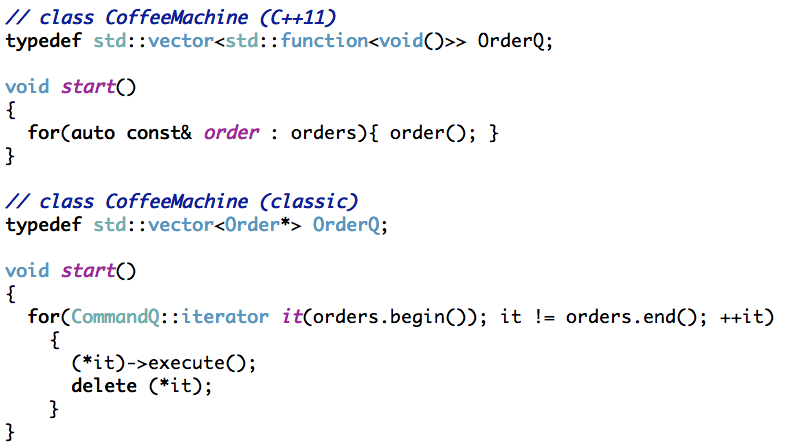 // class CoffeeMachine (C++11)
typedef std::vector<std::function<void()>> OrderQ;
void start()
{
for(auto const& order : orders){ order(); }
}
// class CoffeeMachine (classic)
typedef std::vector<Order*> OrderQ;
void start()
{
for(CommandQ::iterator it(orders.begin()); it != orders.end(); ++it)
{
(*it)->execute();
delete (*it);
}
}